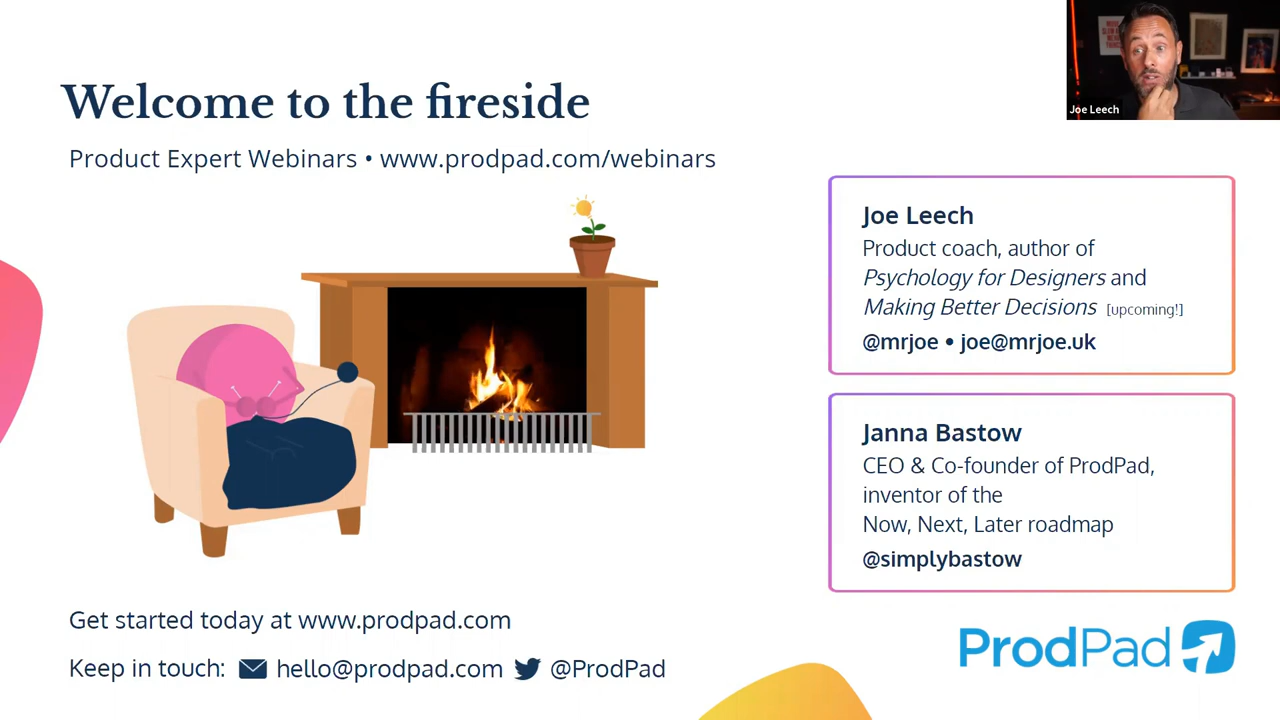 Welcome to the fireside
Product Expert Webinars • www.prodpad.com/webinars
Joe Leech
Joe Leech
Product coach, author of
Psychology for Designers and
Making Better Decisions [upcoming!]
@mrjoe • joe@mrjoe.uk
Janna Bastow
CEO & Co-founder of ProdPad,
inventor of the
Now, Next, Later roadmap
@simplybastow
Get started today at www.prodpad.com
Keep in touch: hello@prodpad.com @ProdPad
ProdPad